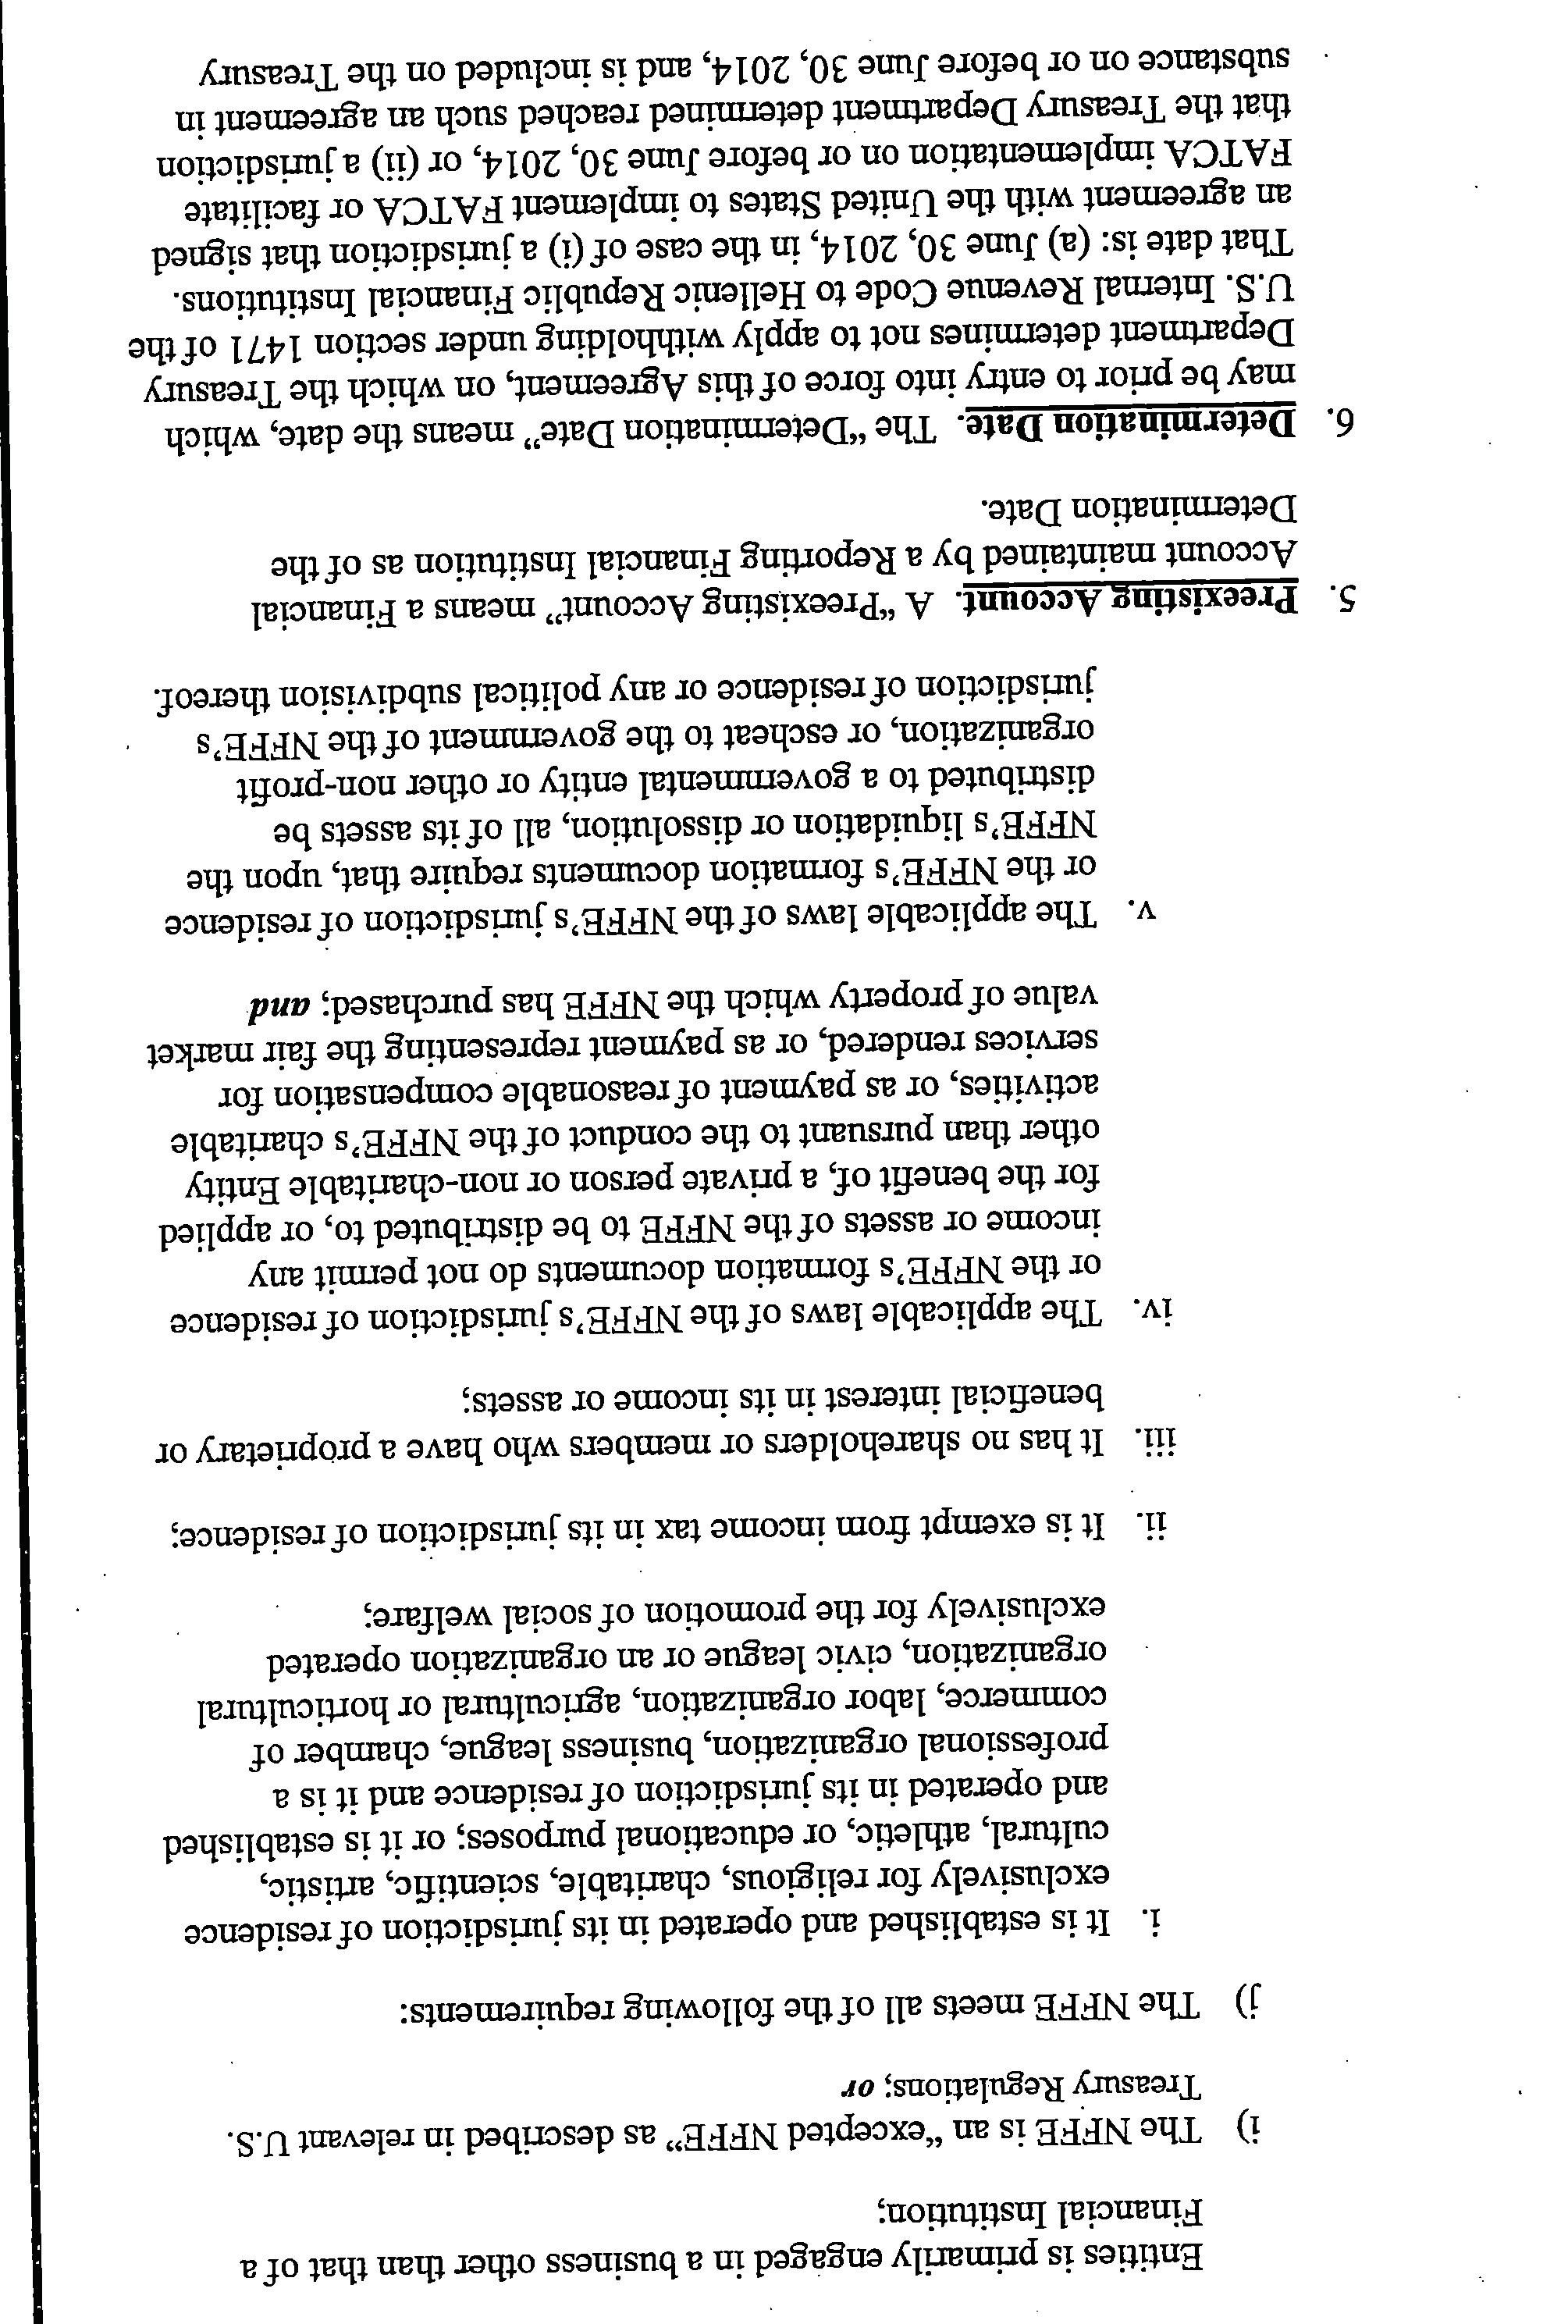 Entities is primarily engaged in a business other than that of a
Financial Institution;
i) The NFFE is an “excepted NFFE” as described in relevant U.S.
Treasury Regulations; or
j) The NFFE meets all of the following requirements:
i. It is established and operated in its jurisdiction of residence
exclusively for religious, charitable, scientific, artistic,
cultural, athletic, or educational purposes; or it is established
and operated in its jurisdiction of residence and it is a
professional organization, business league, chamber of
commerce, labor organization, agricultural or horticultural
organization, civic league or an organization operated
exclusively for the promotion of social welfare;
ii. It is exempt from income tax in its jurisdiction of residence;
iii. It has no shareholders or members who have a proprietary or
beneficial interest in its income or assets;
iv. The applicable laws of the NFFE’s jurisdiction of residence
or the NFFE’s formation documents do not permit any
income or assets of the NFFE to be distributed to, or applied
for the benefit of, a private person or non-charitable Entity
other than pursuant to the conduct of the NFFE’s charitable
activities, or as payment of reasonable compensation for
services rendered, or as payment representing the fair market
value of property which the NFFE has purchased; and
v. The applicable laws of the NFFE’s jurisdiction of residence
or the NFFE’s formation documents require that, upon the
NFFE’s liquidation or dissolution, all of its assets be
distributed to a governmental entity or other non-profit
organization, or escheat to the government of the NFFE’s
jurisdiction of residence or any political subdivision thereof.
5. Preexisting Account. A “Preexisting Account” means a Financial
Account maintained by a Reporting Financial Institution as of the
Determination Date.
6. Determination Date. The “Determination Date” means the date, which
may be prior to entry into force of this Agreement, on which the Treasury
Department determines not to apply withholding under section 1471 of the
U.S. Internal Revenue Code to Hellenic Republic Financial Institutions.
That date is: (a) June 30, 2014, in the case of (i) a jurisdiction that signed
an agreement with the United States to implement FATCA or facilitate
FATCA implementation on or before June 30, 2014, or (ii) a jurisdiction
that the Treasury Department determined reached such an agreement in
substance on or before June 30, 2014, and is included on the Treasury